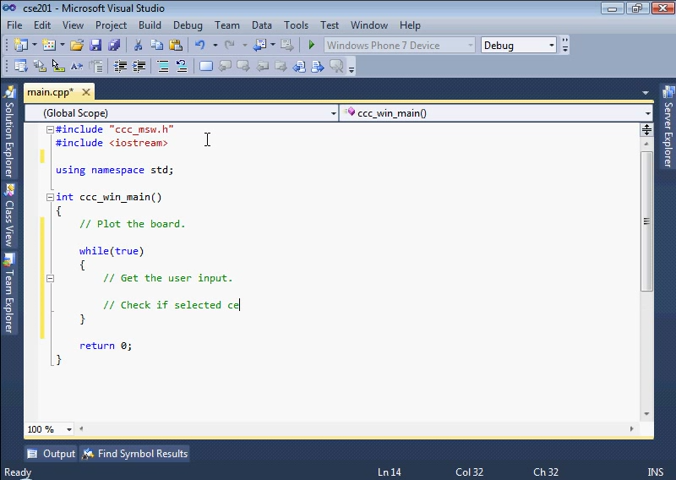 cse201 - Microsoft Visual Studio
File Edit View Project Build Debug Team Data Tools Test Window Help
Windows Phone 7 Device Debug
main.cpp*
(Global Scope) ccc_win_main()
#include "ccc_msw.h"
#include <iostream>
using namespace std;
int ccc_win_main()
{
// Plot the board.
while(true)
{
// Get the user input.
// Check if selected ce
}
return 0;
}
100 %
Solution Explorer
Class View
Team Explorer
Server Explorer
Output Find Symbol Results
Ready Ln 14 Col 32 Ch 32 INS